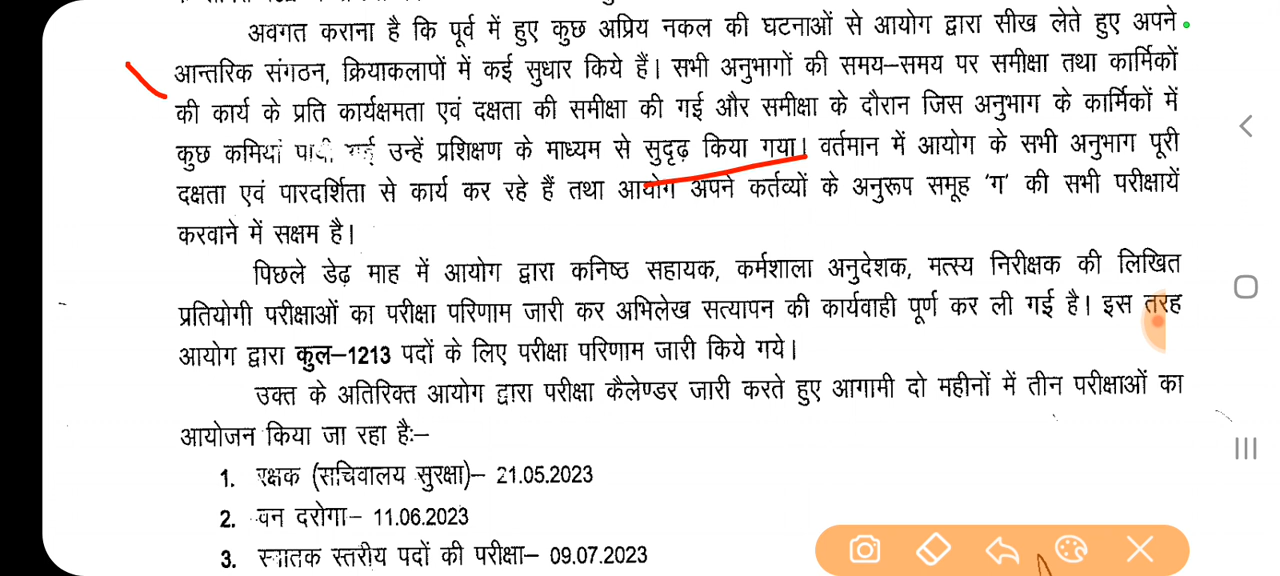 अवगत कराना है कि पूर्व में हुए कुछ अप्रिय नकल की घटनाओं से आयोग द्वारा सीख लेते हुए अपने
आन्तरिक संगठन, क्रियाकलापों में कई सुधार किये हैं। सभी अनुभागों की समय–समय पर समीक्षा तथा कार्मिकों
की कार्य के प्रति कार्यक्षमता एवं दक्षता की समीक्षा की गई और समीक्षा के दौरान जिस अनुभाग के कार्मिकों में
कुछ कमियां उन्हें प्रशिक्षण के माध्यम से सुदृढ़ किया गया। वर्तमान में आयोग के सभी अनुभाग पूरी
दक्षता एवं पारदर्शिता से कार्य कर रहे हैं तथा आयोग अपने कर्तव्यों के अनुरूप समूह ‘ग’ की सभी परीक्षायें
करवाने में सक्षम है।
पिछले डेढ़ माह में आयोग द्वारा कनिष्ठ सहायक, कर्मशाला अनुदेशक, मत्स्य निरीक्षक की लिखित
प्रतियोगी परीक्षाओं का परीक्षा परिणाम जारी कर अभिलेख सत्यापन की कार्यवाही पूर्ण कर ली गई है। इस तरह
आयोग द्वारा कुल–1213 पदों के लिए परीक्षा परिणाम जारी किये गये।
उक्त के अतिरिक्त आयोग द्वारा परीक्षा कैलेण्डर जारी करते हुए आगामी दो महीनों में तीन परीक्षाओं का
आयोजन किया जा रहा है:–
1. रक्षक (सचिवालय सुरक्षा)– 21.05.2023
2. वन दरोगा– 11.06.2023
3. स्नातक स्तरीय पदों की परीक्षा– 09.07.2023